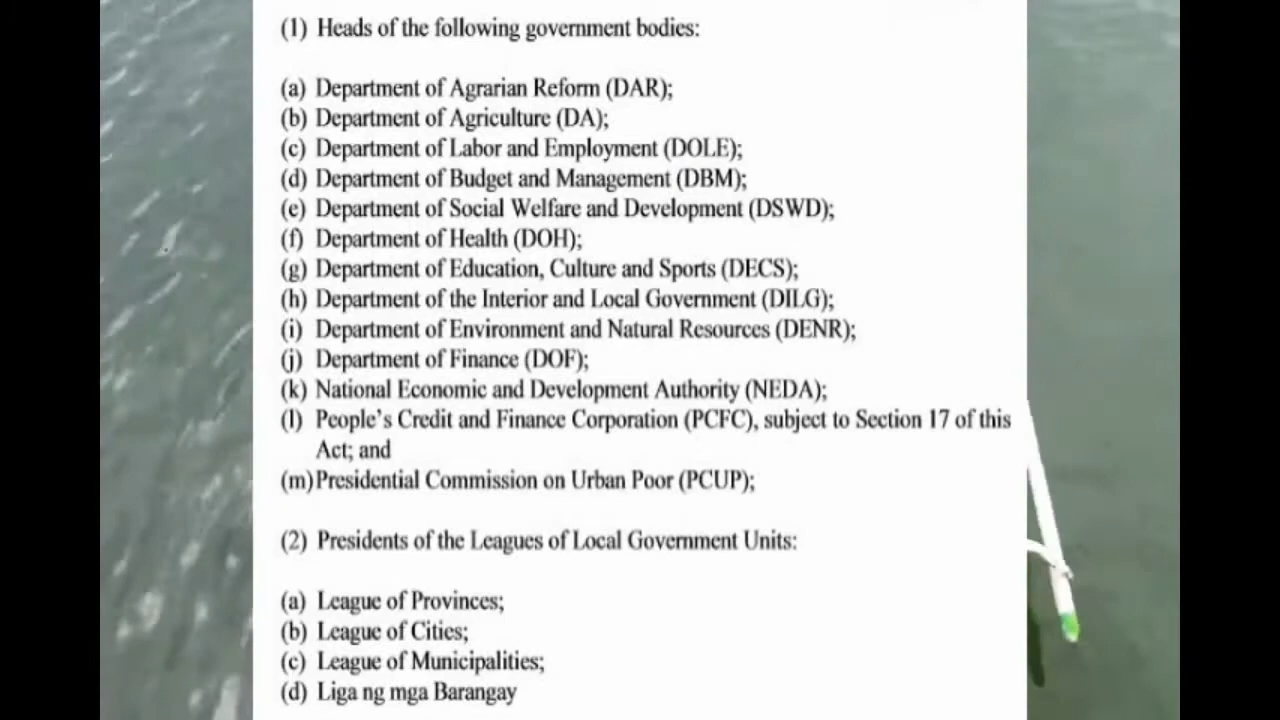 (1) Heads of the following government bodies:
(a) Department of Agrarian Reform (DAR);
(b) Department of Agriculture (DA);
(c) Department of Labor and Employment (DOLE);
(d) Department of Budget and Management (DBM);
(e) Department of Social Welfare and Development (DSWD);
(f) Department of Health (DOH);
(g) Department of Education, Culture and Sports (DECS);
(h) Department of the Interior and Local Government (DILG);
(i) Department of Environment and Natural Resources (DENR);
(j) Department of Finance (DOF);
(k) National Economic and Development Authority (NEDA);
(l) People's Credit and Finance Corporation (PCFC), subject to Section 17 of this
Act; and
(m) Presidential Commission on Urban Poor (PCUP);
(2) Presidents of the Leagues of Local Government Units:
(a) League of Provinces;
(b) League of Cities;
(c) League of Municipalities;
(d) Liga ng mga Barangay